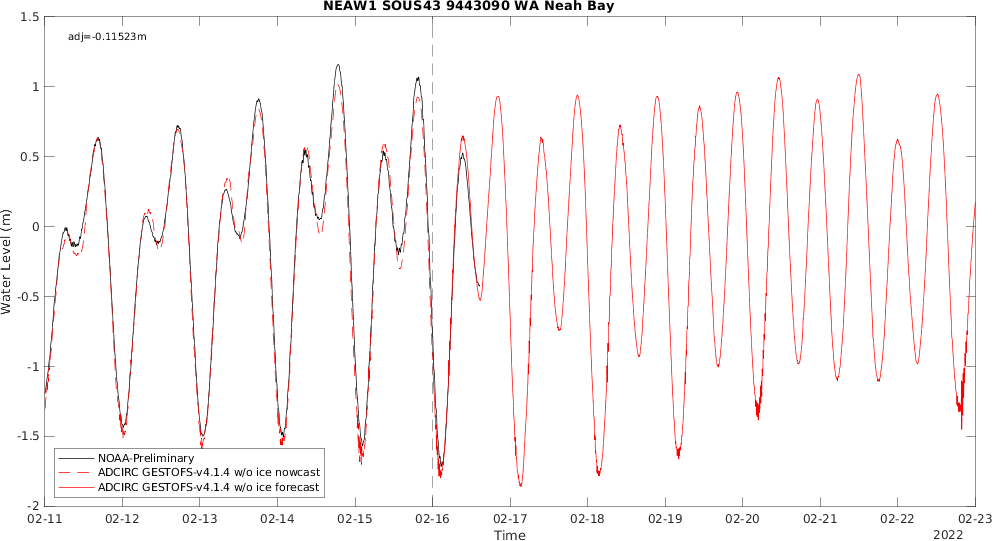 NEAW1 SOUS43 9443090 WA Neah Bay
adj=-0.11523m
Water Level (m)
1.5
1
0.5
0
-0.5
-1
-1.5
-2
NOAA-Preliminary
ADCIRC GESTOFS-v4.1.4 w/o ice nowcast
ADCIRC GESTOFS-v4.1.4 w/o ice forecast
02-11 02-12 02-13 02-14 02-15 02-16 02-17 02-18 02-19 02-20 02-21 02-22 02-23
Time
2022